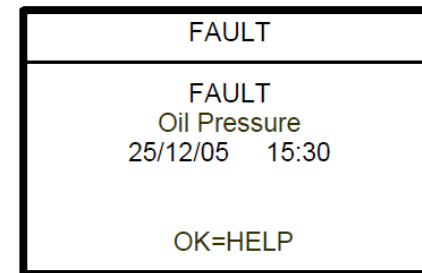 FAULT
FAULT
Oil Pressure
25/12/05 15:30
OK=HELP